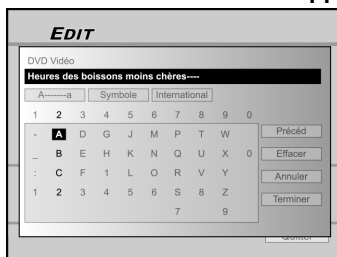 EDIT
DVD Vidéo
Heures des boissons moins chères----
A-------a Symbole International
1 2 3 4 5 6 7 8 9 0
- A D G J M P T W Précéd
_ B E H K N Q U X 0 Effacer
: C F 1 L O R V Y Annuler
1 2 3 4 5 6 S 8 Z Terminer
7 9